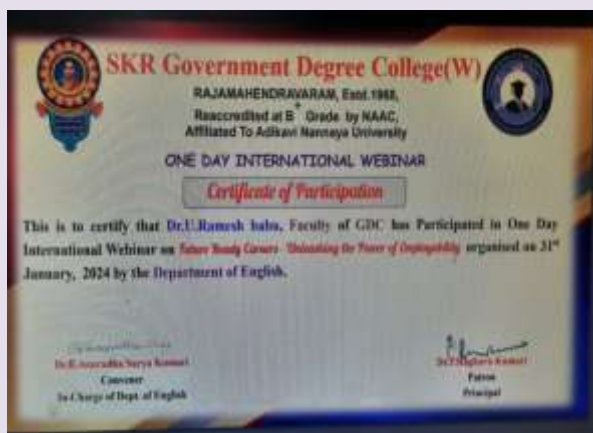 SKR Government Degree College(W)
RAJAMAHENDRAVARAM, Estd.1968,
Reaccredited at B+ Grade by NAAC,
Affiliated To Adikavi Nannaya University
ONE DAY INTERNATIONAL WEBINAR
Certificate of Participation
This is to certify that Dr.U.Ramesh babu, Faculty of GDC has Participated in One Day
International Webinar on Future Ready Careers Unleashing the Power of Employability organised on 31st
January, 2024 by the Department of English.
Surya Kumari
Kumari
Convener
Patron
In-Charge of Dept. of English
Principal